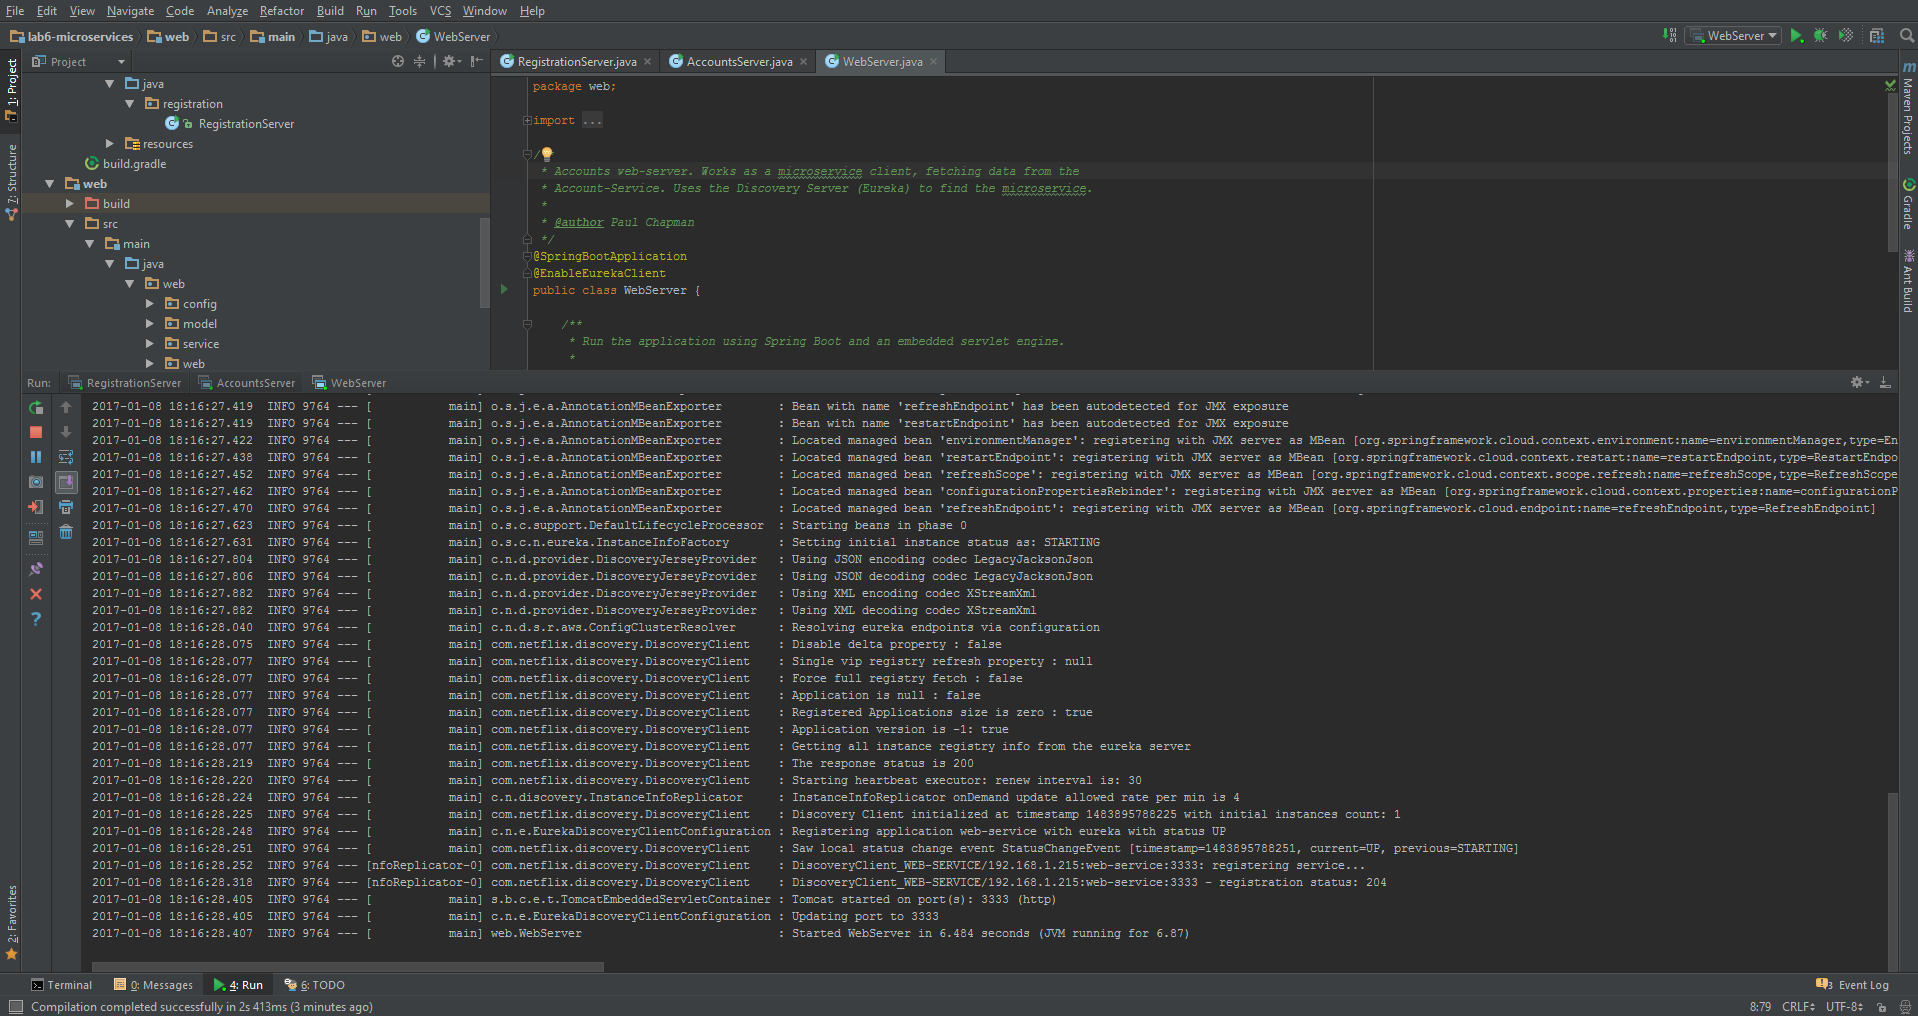 File Edit View Navigate Code Analyze Refactor Build Run Tools VCS Window Help
lab6-microservices web src main java web WebServer
WebServer
1: Project
7: Structure
2: Favorites
Project
java
registration
RegistrationServer
resources
build.gradle
web
build
src
main
java
web
config
model
service
web
RegistrationServer.java AccountsServer.java WebServer.java
package web;
import ...
/
* Accounts web-server. Works as a microservice client, fetching data from the
* Account-Service. Uses the Discovery Server (Eureka) to find the microservice.
*
* @author Paul Chapman
*/
@SpringBootApplication
@EnableEurekaClient
public class WebServer {
/**
* Run the application using Spring Boot and an embedded servlet engine.
*
Maven Projects
Gradle
Ant Build
Run: RegistrationServer AccountsServer WebServer
2017-01-08 18:16:27.419 INFO 9764 --- [ main] o.s.j.e.a.AnnotationMBeanExporter : Bean with name 'refreshEndpoint' has been autodetected for JMX exposure
2017-01-08 18:16:27.419 INFO 9764 --- [ main] o.s.j.e.a.AnnotationMBeanExporter : Bean with name 'restartEndpoint' has been autodetected for JMX exposure
2017-01-08 18:16:27.422 INFO 9764 --- [ main] o.s.j.e.a.AnnotationMBeanExporter : Located managed bean 'environmentManager': registering with JMX server as MBean [org.springframework.cloud.context.environment:name=environmentManager,type=En
2017-01-08 18:16:27.438 INFO 9764 --- [ main] o.s.j.e.a.AnnotationMBeanExporter : Located managed bean 'restartEndpoint': registering with JMX server as MBean [org.springframework.cloud.context.restart:name=restartEndpoint,type=RestartEndpo
2017-01-08 18:16:27.452 INFO 9764 --- [ main] o.s.j.e.a.AnnotationMBeanExporter : Located managed bean 'refreshScope': registering with JMX server as MBean [org.springframework.cloud.context.scope.refresh:name=refreshScope,type=RefreshScope
2017-01-08 18:16:27.462 INFO 9764 --- [ main] o.s.j.e.a.AnnotationMBeanExporter : Located managed bean 'configurationPropertiesRebinder': registering with JMX server as MBean [org.springframework.cloud.context.properties:name=configurationP
2017-01-08 18:16:27.470 INFO 9764 --- [ main] o.s.j.e.a.AnnotationMBeanExporter : Located managed bean 'refreshEndpoint': registering with JMX server as MBean [org.springframework.cloud.endpoint:name=refreshEndpoint,type=RefreshEndpoint]
2017-01-08 18:16:27.623 INFO 9764 --- [ main] o.s.c.support.DefaultLifecycleProcessor : Starting beans in phase 0
2017-01-08 18:16:27.631 INFO 9764 --- [ main] o.s.c.n.eureka.InstanceInfoFactory : Setting initial instance status as: STARTING
2017-01-08 18:16:27.804 INFO 9764 --- [ main] c.n.d.provider.DiscoveryJerseyProvider : Using JSON encoding codec LegacyJacksonJson
2017-01-08 18:16:27.806 INFO 9764 --- [ main] c.n.d.provider.DiscoveryJerseyProvider : Using JSON decoding codec LegacyJacksonJson
2017-01-08 18:16:27.882 INFO 9764 --- [ main] c.n.d.provider.DiscoveryJerseyProvider : Using XML encoding codec XStreamXml
2017-01-08 18:16:27.882 INFO 9764 --- [ main] c.n.d.provider.DiscoveryJerseyProvider : Using XML decoding codec XStreamXml
2017-01-08 18:16:28.040 INFO 9764 --- [ main] c.n.d.s.r.aws.ConfigClusterResolver : Resolving eureka endpoints via configuration
2017-01-08 18:16:28.075 INFO 9764 --- [ main] com.netflix.discovery.DiscoveryClient : Disable delta property : false
2017-01-08 18:16:28.077 INFO 9764 --- [ main] com.netflix.discovery.DiscoveryClient : Single vip registry refresh property : null
2017-01-08 18:16:28.077 INFO 9764 --- [ main] com.netflix.discovery.DiscoveryClient : Force full registry fetch : false
2017-01-08 18:16:28.077 INFO 9764 --- [ main] com.netflix.discovery.DiscoveryClient : Application is null : false
2017-01-08 18:16:28.077 INFO 9764 --- [ main] com.netflix.discovery.DiscoveryClient : Registered Applications size is zero : true
2017-01-08 18:16:28.077 INFO 9764 --- [ main] com.netflix.discovery.DiscoveryClient : Application version is -1: true
2017-01-08 18:16:28.077 INFO 9764 --- [ main] com.netflix.discovery.DiscoveryClient : Getting all instance registry info from the eureka server
2017-01-08 18:16:28.219 INFO 9764 --- [ main] com.netflix.discovery.DiscoveryClient : The response status is 200
2017-01-08 18:16:28.220 INFO 9764 --- [ main] com.netflix.discovery.DiscoveryClient : Starting heartbeat executor: renew interval is: 30
2017-01-08 18:16:28.224 INFO 9764 --- [ main] c.n.discovery.InstanceInfoReplicator : InstanceInfoReplicator onDemand update allowed rate per min is 4
2017-01-08 18:16:28.225 INFO 9764 --- [ main] com.netflix.discovery.DiscoveryClient : Discovery Client initialized at timestamp 1483895788225 with initial instances count: 1
2017-01-08 18:16:28.248 INFO 9764 --- [ main] c.n.e.EurekaDiscoveryClientConfiguration : Registering application web-service with eureka with status UP
2017-01-08 18:16:28.251 INFO 9764 --- [ main] com.netflix.discovery.DiscoveryClient : Saw local status change event StatusChangeEvent [timestamp=1483895788251, current=UP, previous=STARTING]
2017-01-08 18:16:28.252 INFO 9764 --- [nfoReplicator-0] com.netflix.discovery.DiscoveryClient : DiscoveryClient_WEB-SERVICE/192.168.1.215:web-service:3333: registering service...
2017-01-08 18:16:28.318 INFO 9764 --- [nfoReplicator-0] com.netflix.discovery.DiscoveryClient : DiscoveryClient_WEB-SERVICE/192.168.1.215:web-service:3333 - registration status: 204
2017-01-08 18:16:28.405 INFO 9764 --- [ main] s.b.c.e.t.TomcatEmbeddedServletContainer : Tomcat started on port(s): 3333 (http)
2017-01-08 18:16:28.405 INFO 9764 --- [ main] c.n.e.EurekaDiscoveryClientConfiguration : Updating port to 3333
2017-01-08 18:16:28.407 INFO 9764 --- [ main] web.WebServer : Started WebServer in 6.484 seconds (JVM running for 6.87)
Terminal 0: Messages 4: Run 6: TODO 3 Event Log
Compilation completed successfully in 2s 413ms (3 minutes ago) 8:79 CRLF UTF-8